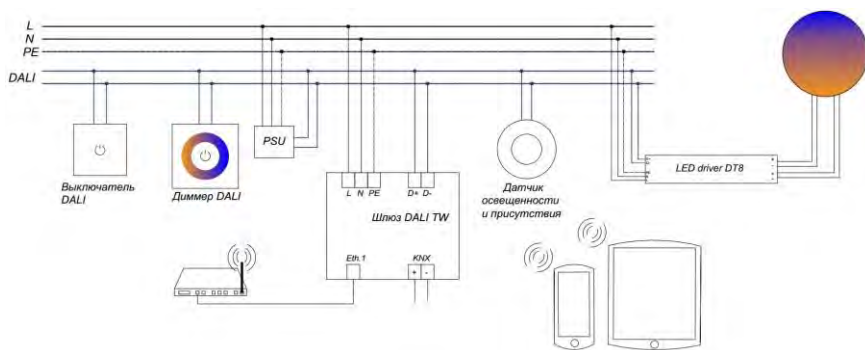 L
N
PE
DALI
PSU
LED driver DT8
Выключатель
DALI
Диммер DALI
L N PE D+ D-
Шлюз DALI TW
Датчик
освещенности
и присутствия
Eth.1 KNX
+ -